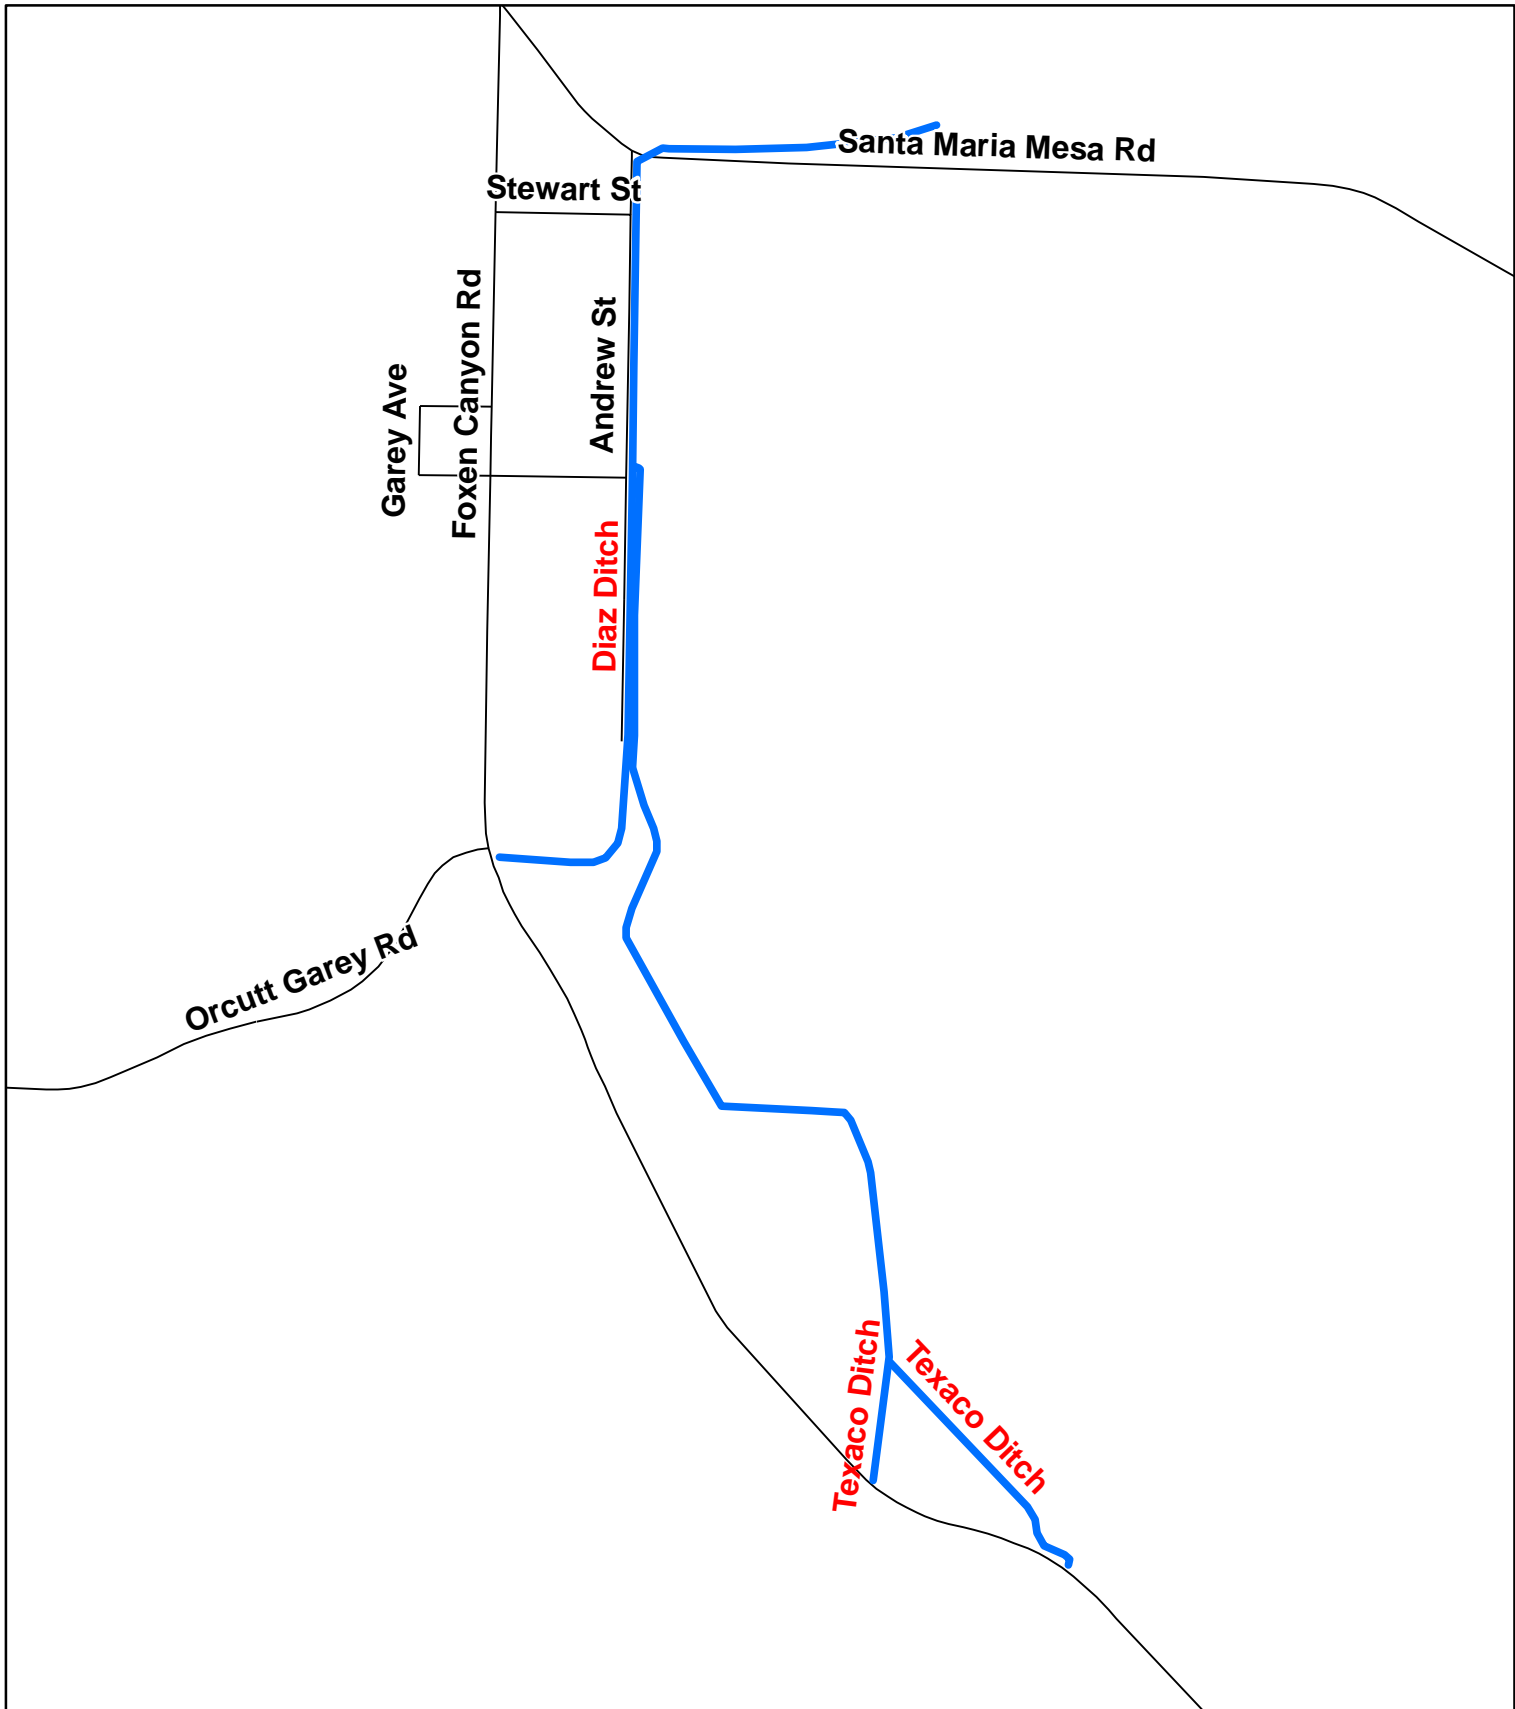 Santa Maria Mesa Rd
Stewart St
Foxen Canyon Rd
Andrew St
Garey Ave
Diaz Ditch
Orcutt Garey Rd
Texaco Ditch
Texaco Ditch